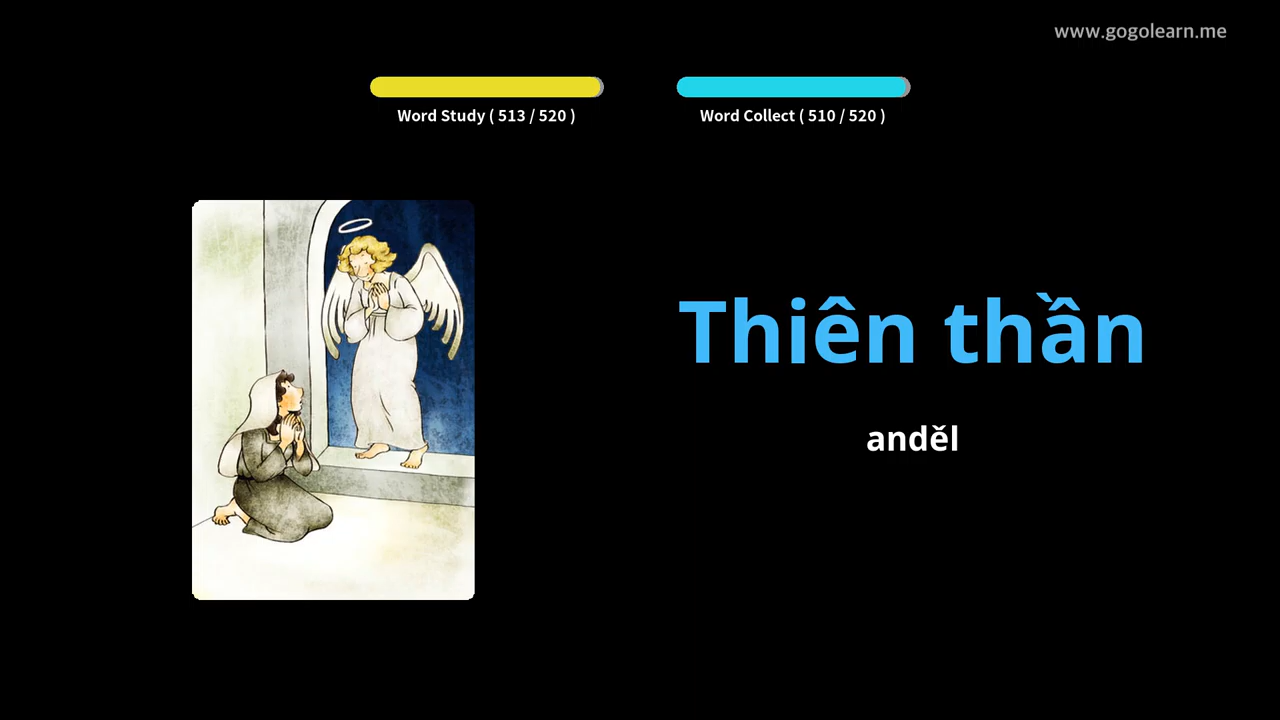 www.gogolearn.me
Word Study ( 513 / 520 )
Word Collect ( 510 / 520 )
Thiên thần
anděl